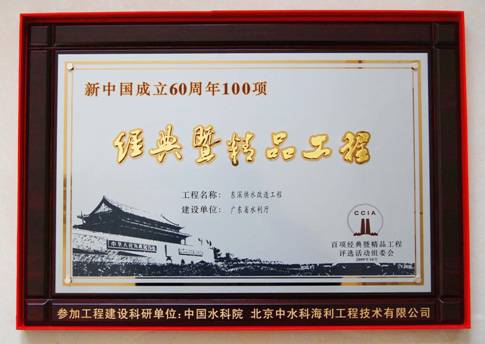 新中国成立60周年100项
经典暨精品工程
工程名称: 东深供水改造工程
建设单位: 广东省水利厅
CCIA
百项经典暨精品工程
评选活动组委会
参加工程建设科研单位:中国水科院 北京中水科海利工程技术有限公司